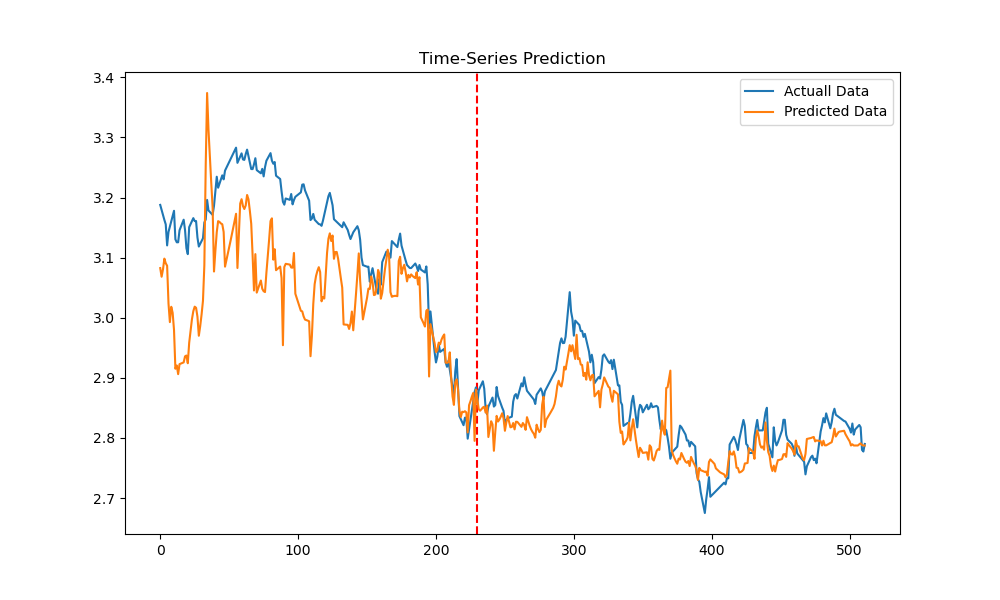 Time-Series Prediction
Actuall Data
Predicted Data
3.4
3.3
3.2
3.1
3.0
2.9
2.8
2.7
0 100 200 300 400 500